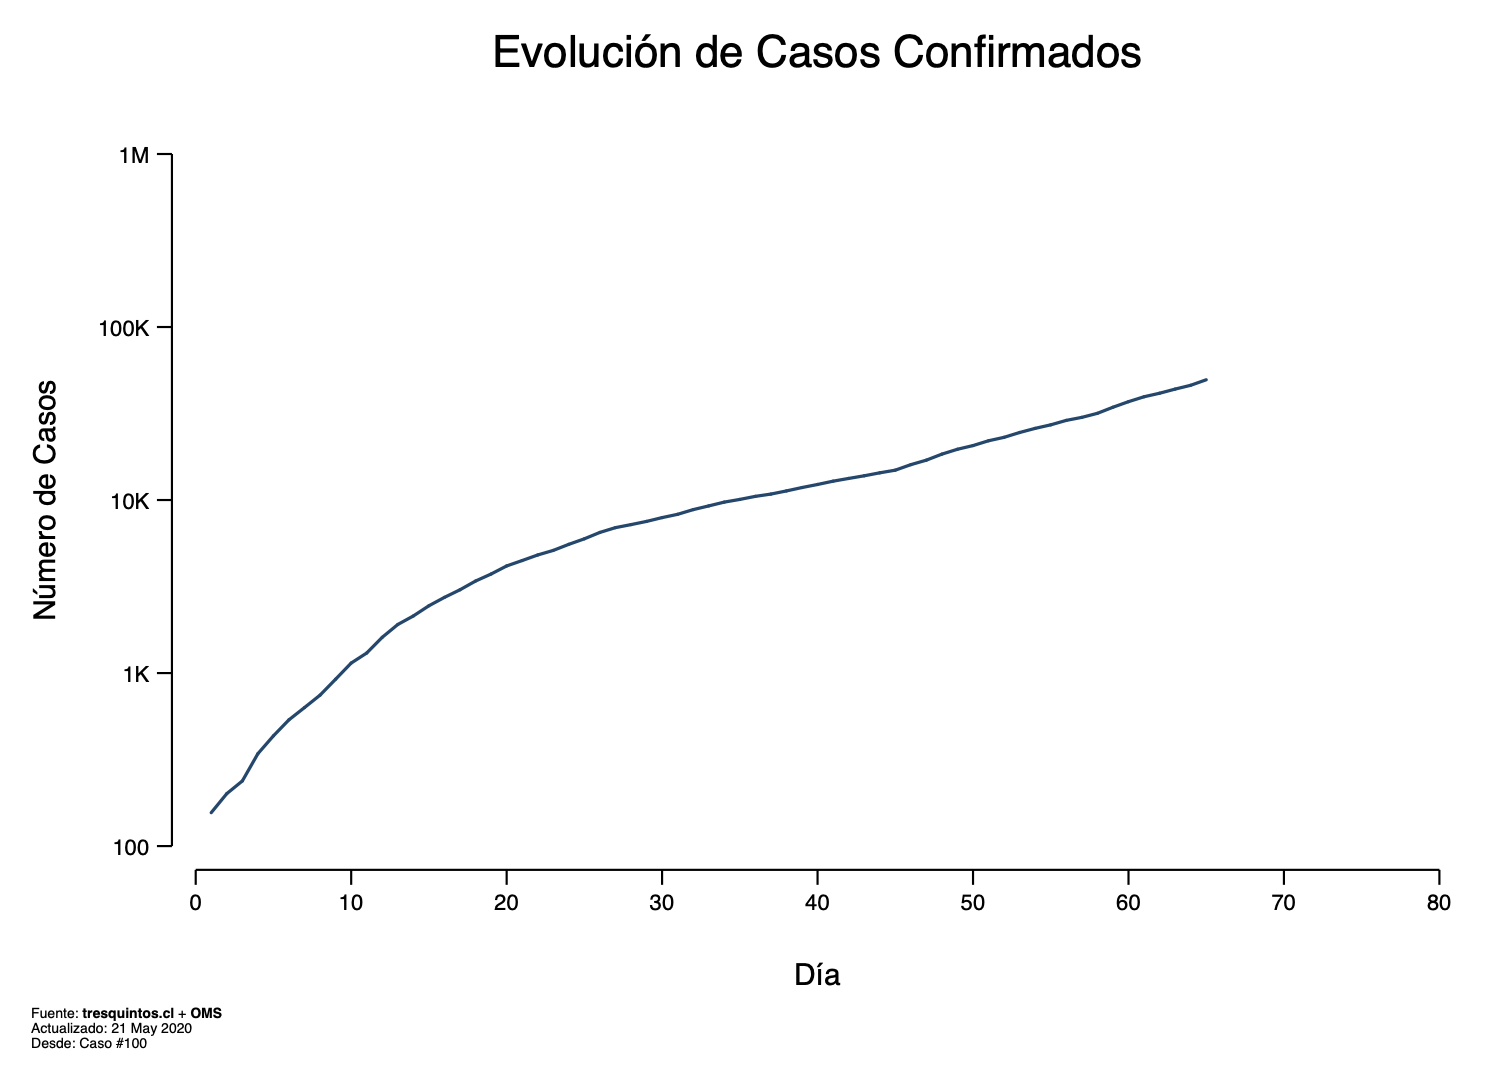 Evolución de Casos Confirmados
1M
100K
10K
1K
100
Número de Casos
0 10 20 30 40 50 60 70 80
Día
Fuente: tresquintos.cl + OMS
Actualizado: 21 May 2020
Desde: Caso #100